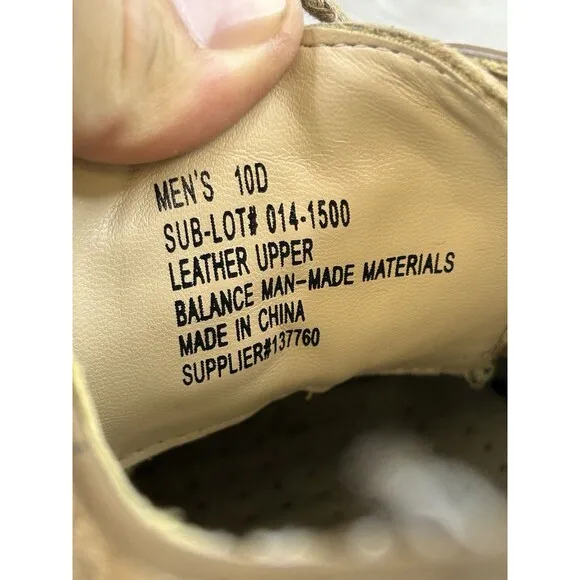 MEN'S 10D
SUB-LOT# 014-1500
LEATHER UPPER
BALANCE MAN-MADE MATERIALS
MADE IN CHINA
SUPPLIER#137760